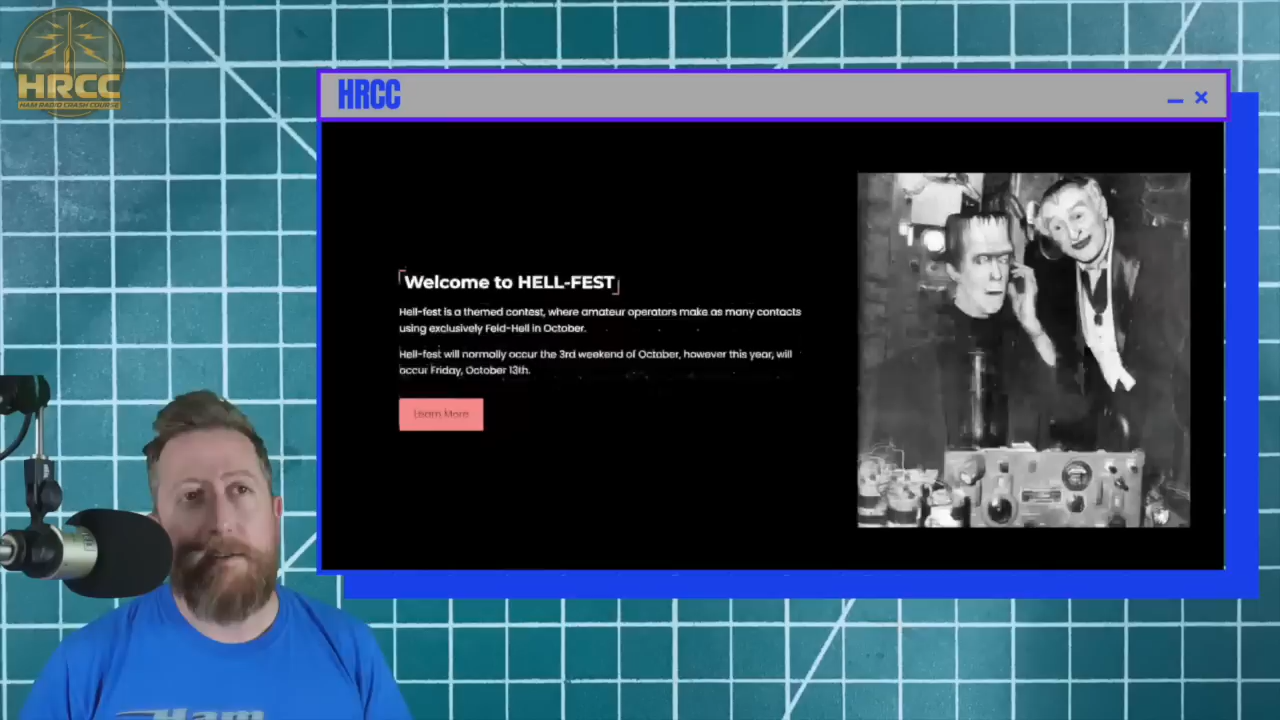 HRCC
HAM RADIO CRASH COURSE
HRCC
Welcome to HELL-FEST
Hell-fest is a themed contest, where amateur operators make as many contacts
using exclusively Feld-Hell in October.
Hell-fest will normally occur the 3rd weekend of October, however this year, will
occur Friday, October 13th.
Learn More
Ham